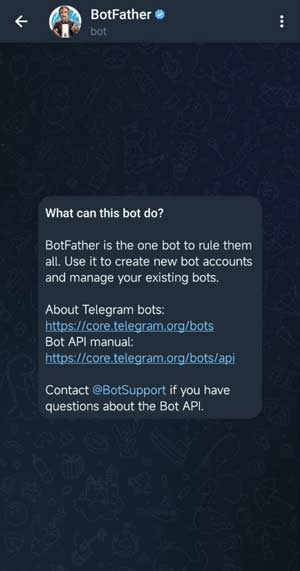 BotFather
bot
What can this bot do?
BotFather is the one bot to rule them
all. Use it to create new bot accounts
and manage your existing bots.
About Telegram bots:
https://core.telegram.org/bots
Bot API manual:
https://core.telegram.org/bots/api
Contact @BotSupport if you have
questions about the Bot API.